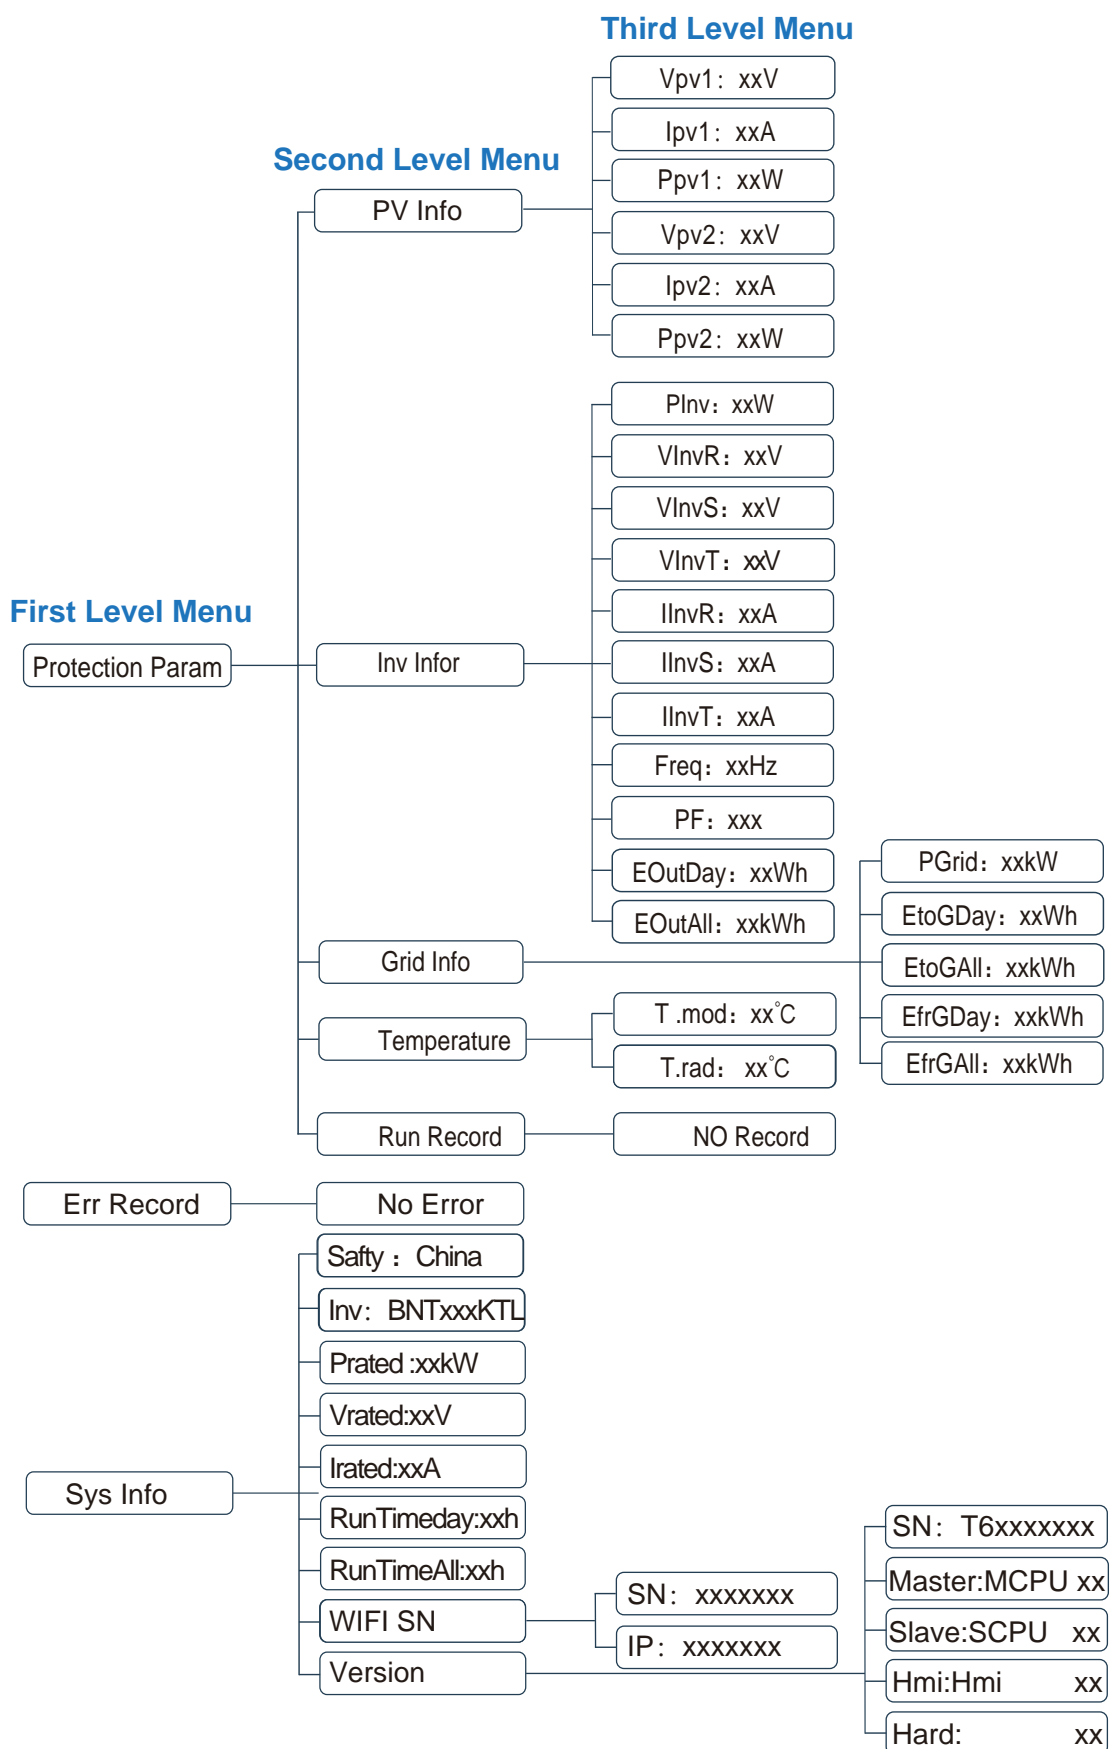 Third Level Menu
Vpv1: xxV
Ipv1: xxA
Second Level Menu
Ppv1: xxW
PV Info
Vpv2: xxV
Ipv2: xxA
Ppv2: xxW
PInv: xxW
VInvR: xxV
VInvS: xxV
VInvT: xxV
First Level Menu
IInvR: xxA
Protection Param
Inv Infor
IInvS: xxA
IInvT: xxA
Freq: xxHz
PF: xxx
EOutDay: xxWh
EOutAll: xxkWh
PGrid: xxkW
EtoGDay: xxWh
Grid Info
EtoGAll: xxkWh
EfrGDay: xxkWh
EfrGAll: xxkWh
Temperature
T .mod: xx°C
T.rad: xx°C
Run Record
NO Record
Err Record
No Error
Safty : China
Inv: BNTxxxKTL
Prated :xxkW
Vrated:xxV
Irated:xxA
Sys Info
RunTimeday:xxh
RunTimeAll:xxh
WIFI SN
SN: xxxxxxx
IP: xxxxxxx
Version
SN: T6xxxxxxx
Master:MCPU xx
Slave:SCPU xx
Hmi:Hmi xx
Hard: xx